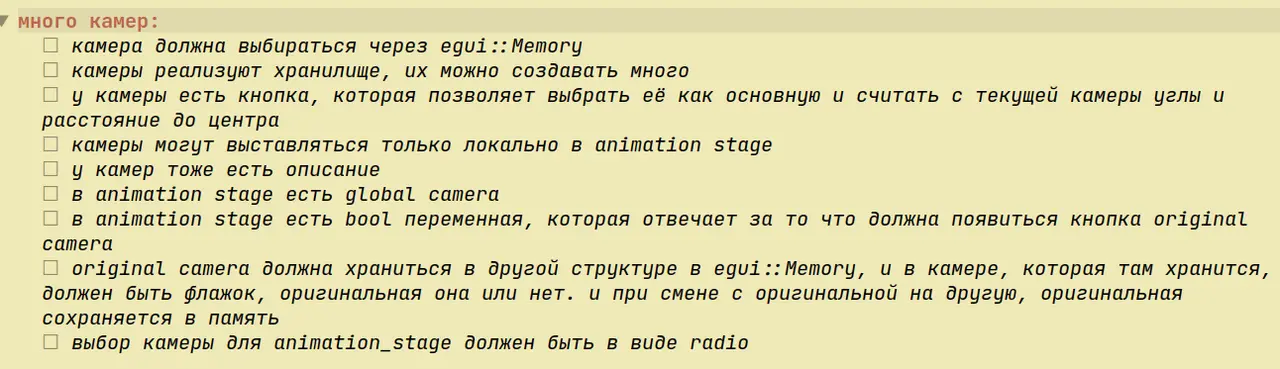 много камер:
☐ камера должна выбираться через egui::Memory
☐ камеры реализуют хранилище, их можно создавать много
☐ у камеры есть кнопка, которая позволяет выбрать её как основную и считать с текущей камеры углы и
расстояние до центра
☐ камеры могут выставляться только локально в animation stage
☐ у камер тоже есть описание
☐ в animation stage есть global camera
☐ в animation stage есть bool переменная, которая отвечает за то что должна появиться кнопка original
camera
☐ original camera должна храниться в другой структуре в egui::Memory, и в камере, которая там хранится,
должен быть флажок, оригинальная она или нет. и при смене с оригинальной на другую, оригинальная
сохраняется в память
☐ выбор камеры для animation_stage должен быть в виде radio